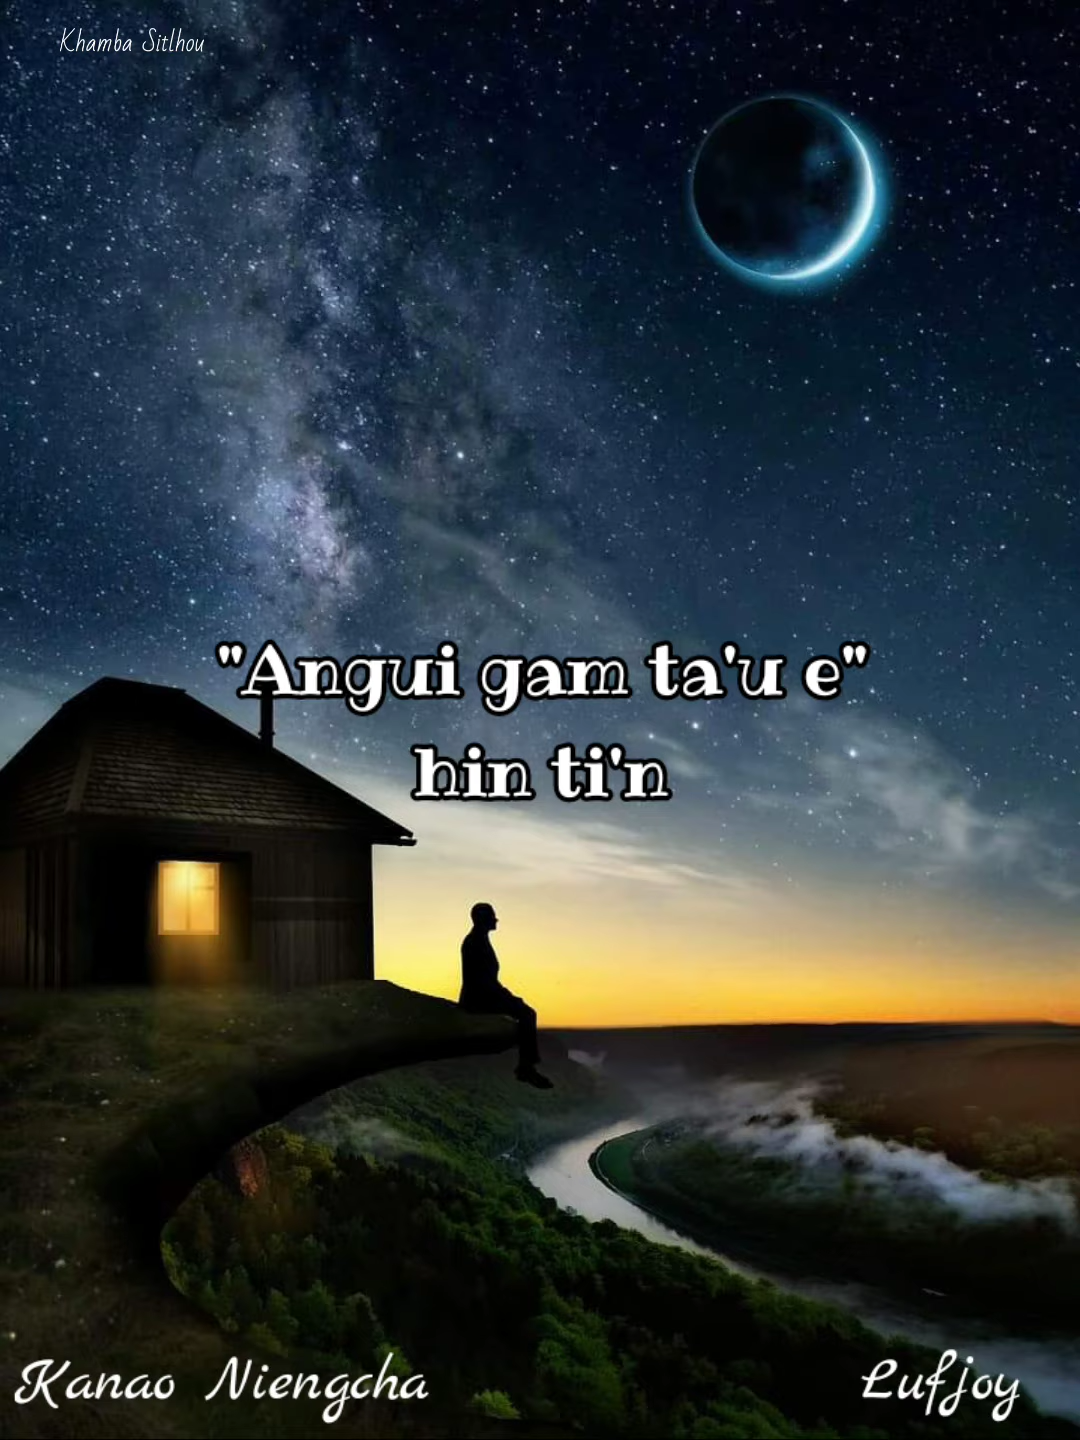 Khamba Sitlhou
"Angui gam ta'u e"
hin ti'n
Kanao Niengcha
Lufjoy